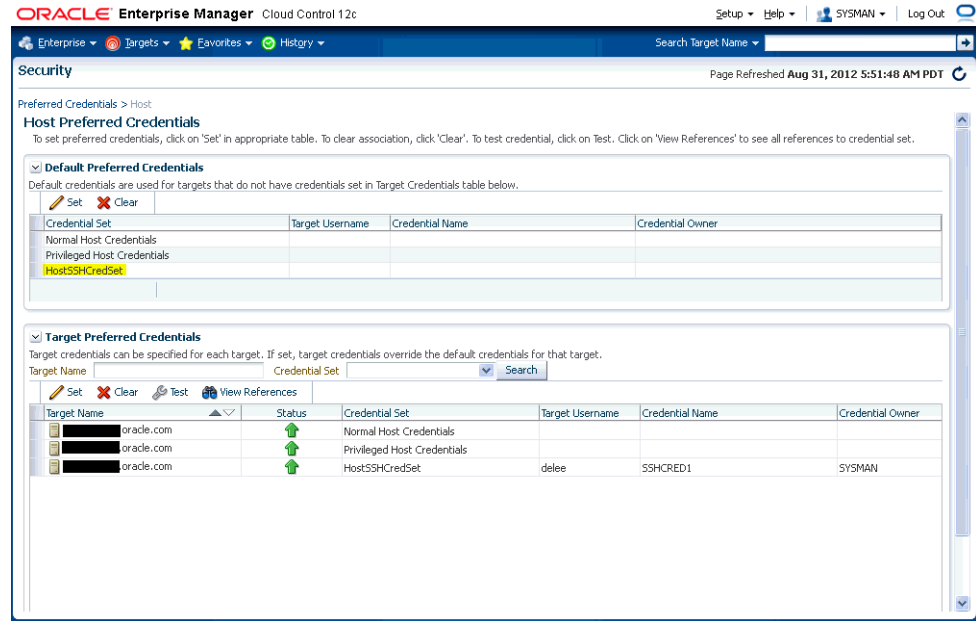 ORACLE Enterprise Manager Cloud Control 12c
Setup Help SYSMAN Log Out
Enterprise Targets Favorites History Search Target Name
Security
Page Refreshed Aug 31, 2012 5:51:48 AM PDT
Preferred Credentials > Host
Host Preferred Credentials
To set preferred credentials, click on 'Set' in appropriate table. To clear association, click 'Clear'. To test credential, click on Test. Click on 'View References' to see all references to credential set.
Default Preferred Credentials
Default credentials are used for targets that do not have credentials set in Target Credentials table below.
Set Clear
Credential Set Target Username Credential Name Credential Owner
Normal Host Credentials
Privileged Host Credentials
HostSSHCredSet
Target Preferred Credentials
Target credentials can be specified for each target. If set, target credentials override the default credentials for that target.
Target Name Credential Set Search
Set Clear Test View References
Target Name Status Credential Set Target Username Credential Name Credential Owner
oracle.com Normal Host Credentials
.oracle.com Privileged Host Credentials
.oracle.com HostSSHCredSet delee SSHCRED1 SYSMAN